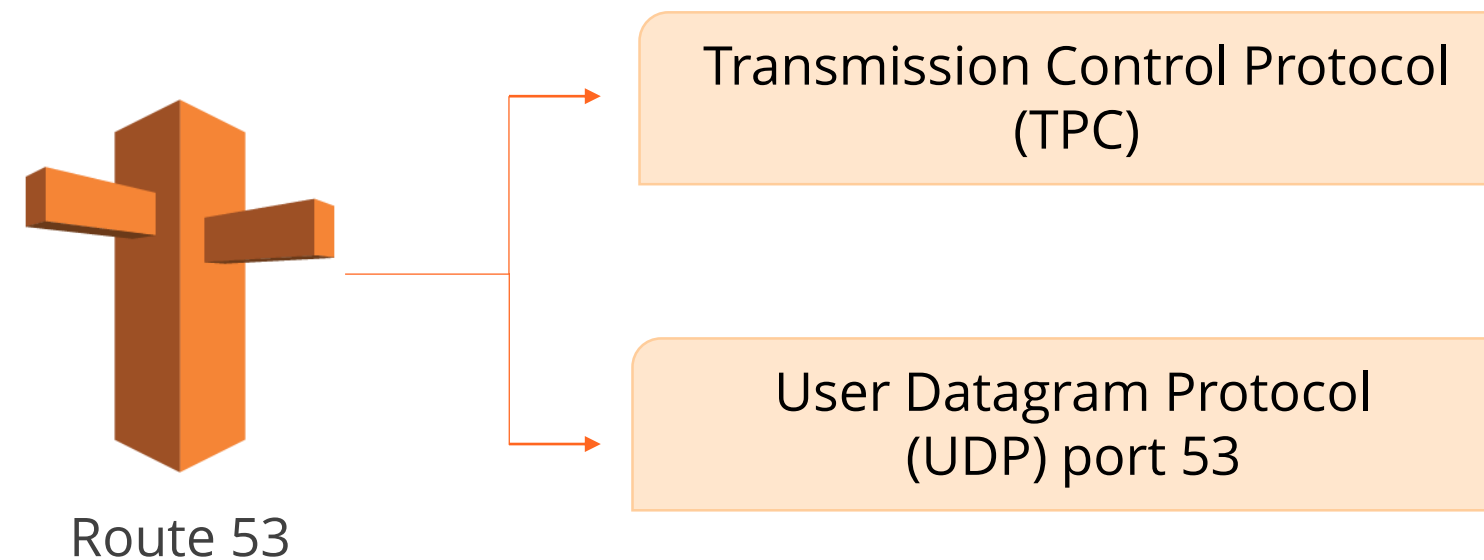 Transmission Control Protocol
(TPC)
User Datagram Protocol
(UDP) port 53
Route 53